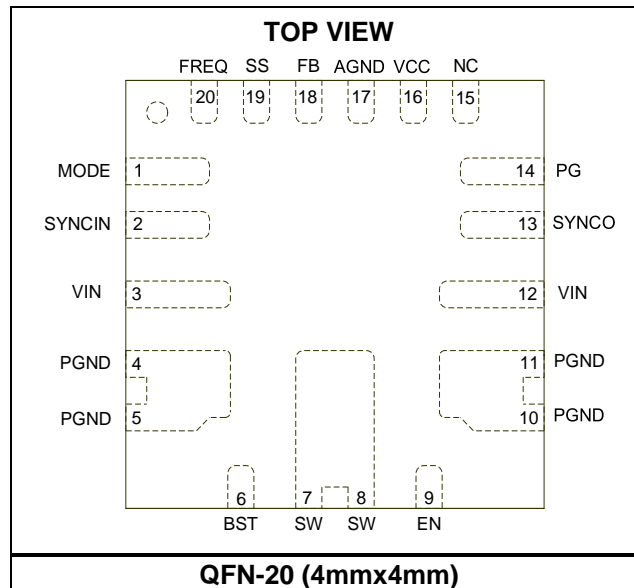 TOP VIEW
FREQ SS FB AGND VCC NC
20 19 18 17 16 15
MODE 1 14 PG
SYNCIN 2 13 SYNCO
VIN 3 12 VIN
PGND 4 11 PGND
PGND 5 10 PGND
6 7 8 9
BST SW SW EN
QFN-20 (4mmx4mm)